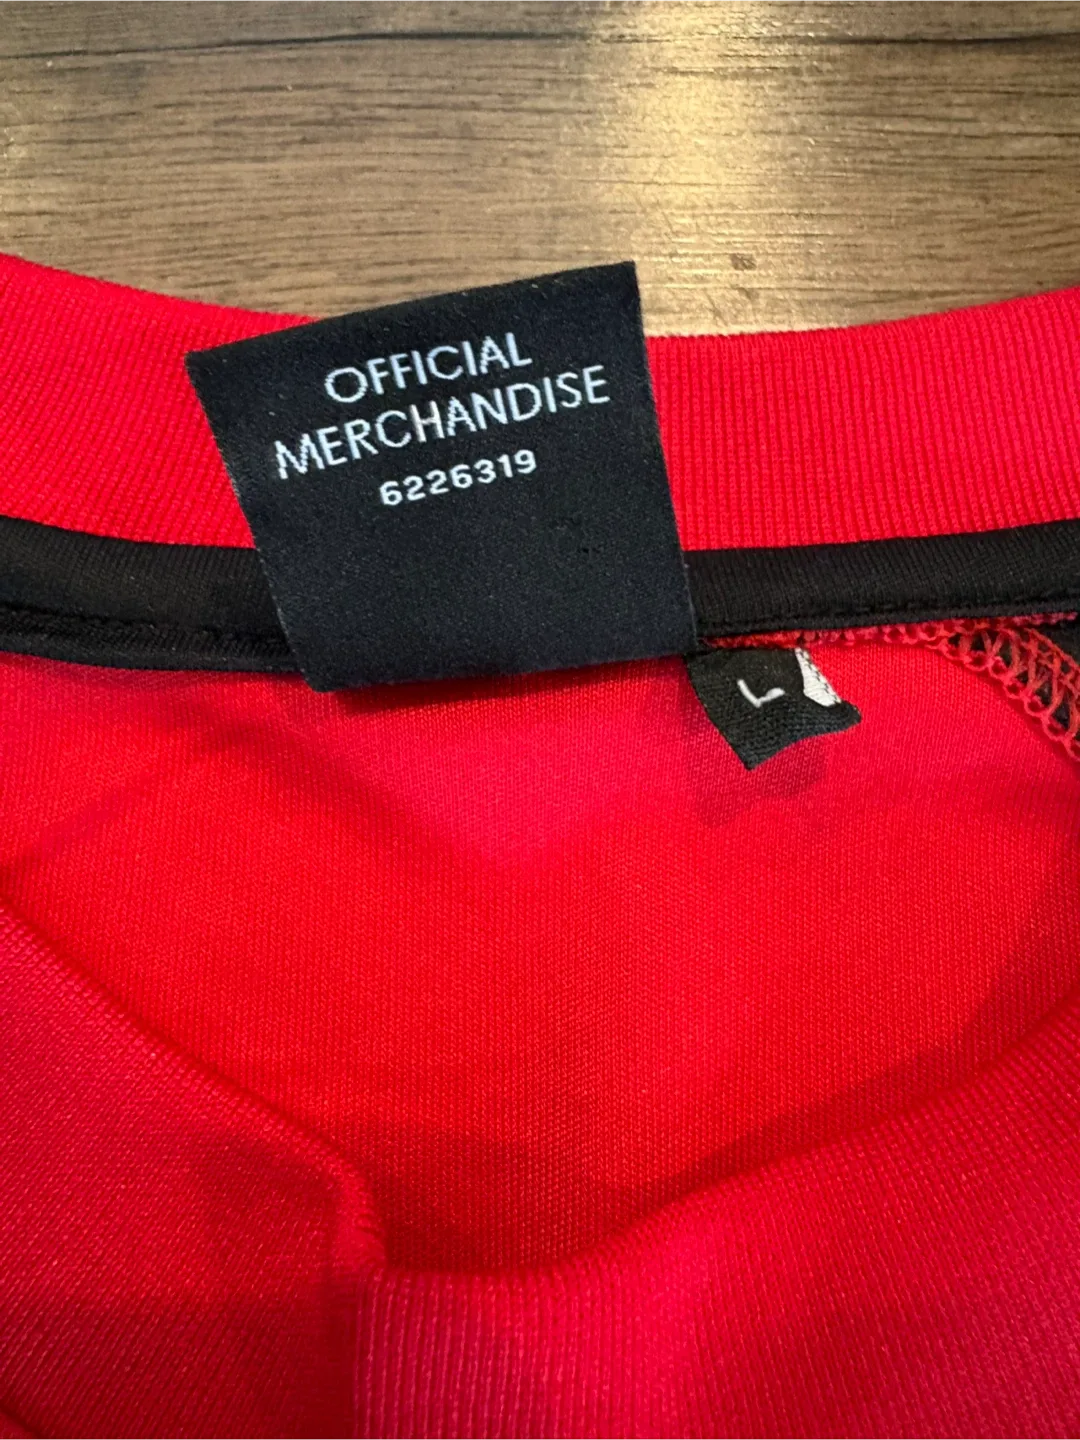 OFFICIAL
MERCHANDISE
6226319
L